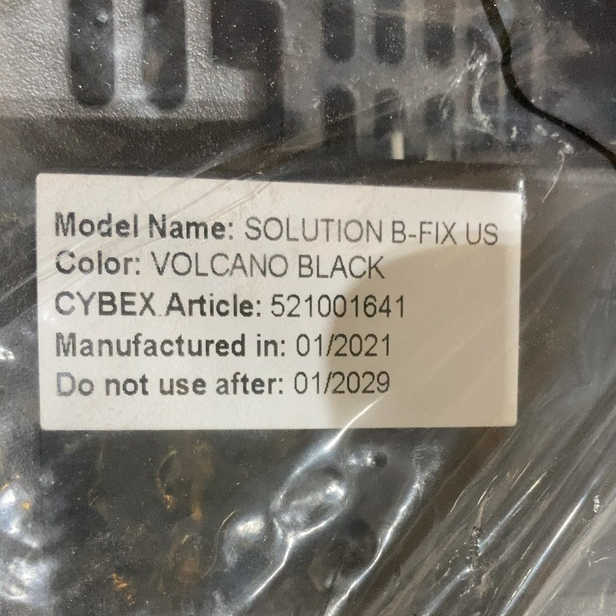 Model Name: SOLUTION B-FIX US
Color: VOLCANO BLACK
CYBEX Article: 521001641
Manufactured in: 01/2021
Do not use after: 01/2029